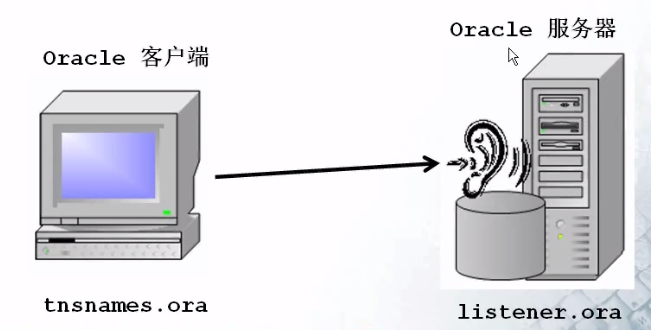 Oracle 服务器
Oracle 客户端
tnsnames.ora
listener.ora